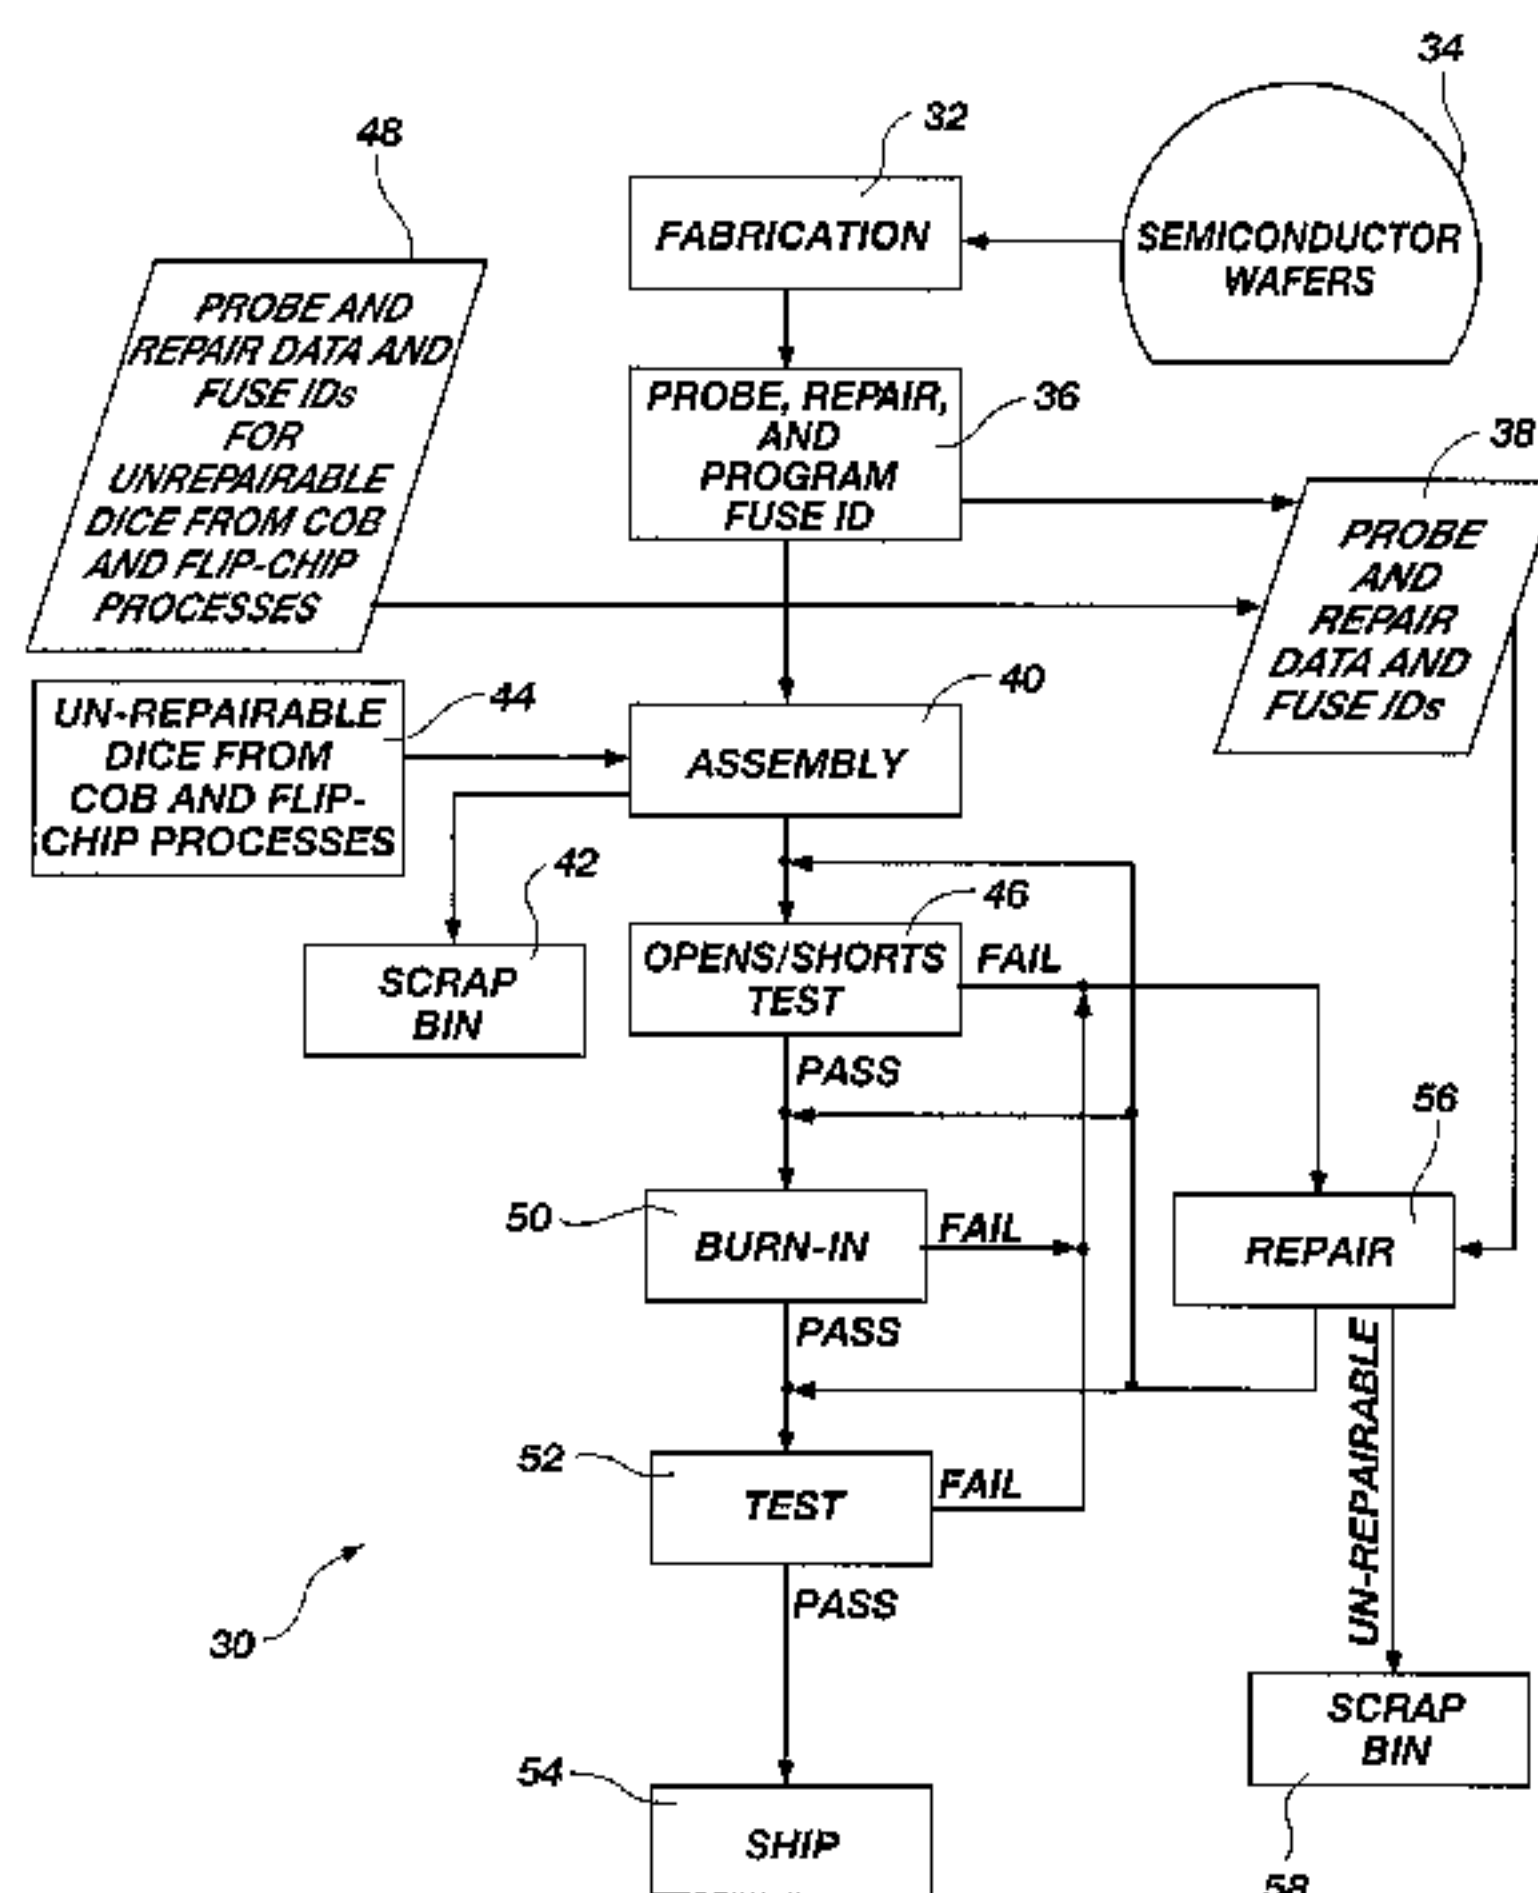 34
32
48
FABRICATION
SEMICONDUCTOR
WAFERS
PROBE AND
REPAIR DATA AND
FUSE IDs
FOR
UNREPAIRABLE
DICE FROM COB
AND FLIP-CHIP
PROCESSES
PROBE, REPAIR,
AND
PROGRAM
FUSE ID
36
38
PROBE
AND
REPAIR
DATA AND
FUSE IDs
UN-REPAIRABLE
DICE FROM
COB AND FLIP-
CHIP PROCESSES
44
40
ASSEMBLY
42
SCRAP
BIN
46
OPENS/SHORTS
TEST
FAIL
PASS
56
50
BURN-IN
FAIL
REPAIR
PASS
UN-REPAIRABLE
52
TEST
FAIL
30
PASS
SCRAP
BIN
54
SHIP
58